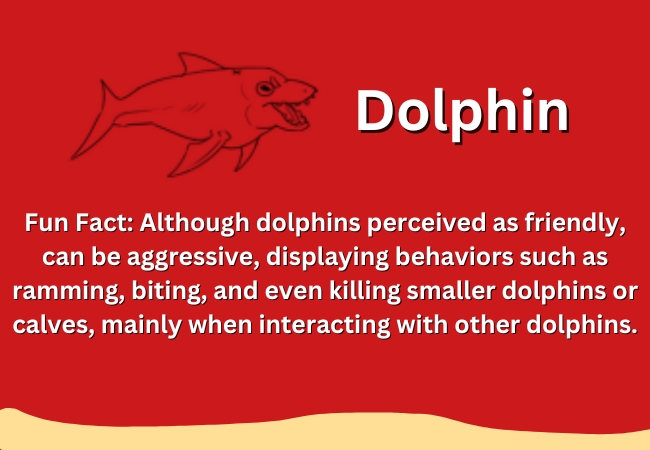 Dolphin
Fun Fact: Although dolphins perceived as friendly,
can be aggressive, displaying behaviors such as
ramming, biting, and even killing smaller dolphins or
calves, mainly when interacting with other dolphins.